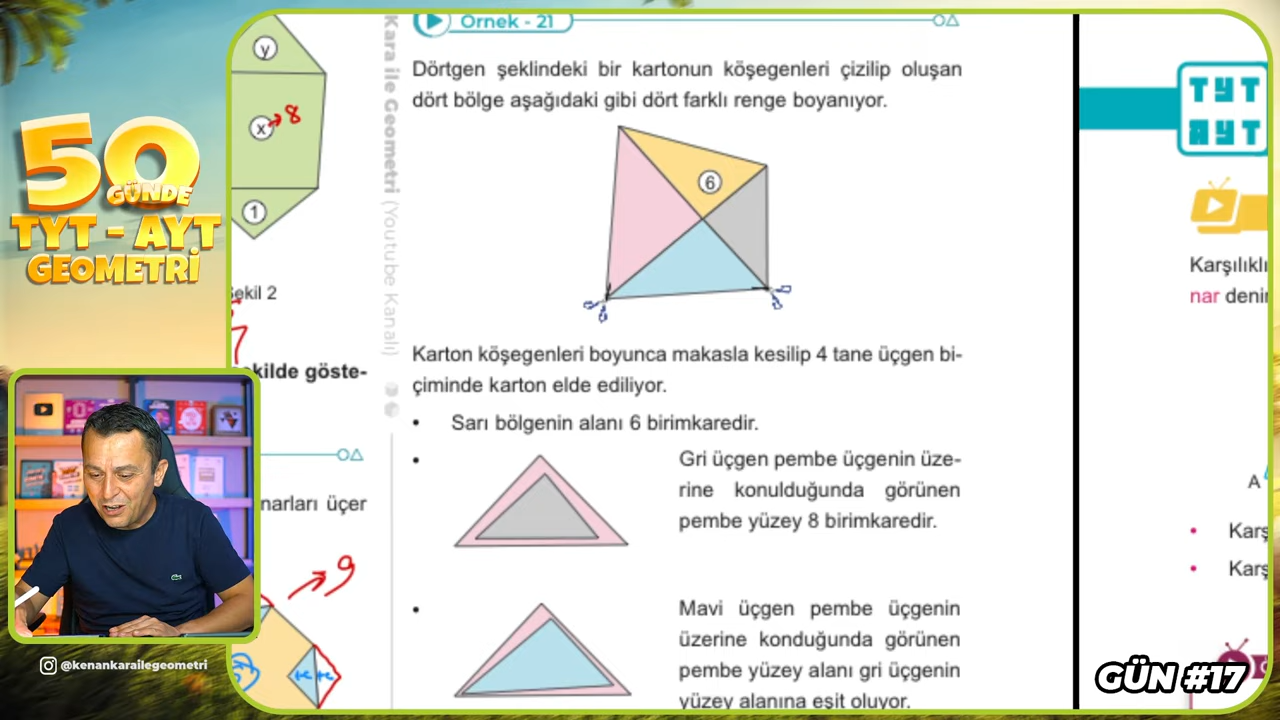 50
GÜNDE
TYT - AYT
GEOMETRİ
y
x → 8
1
Şekil 2
ekilde göste-
narları üçer
9
Kara ile Geometri (Youtube Kanalı)
Örnek - 21
Dörtgen şeklindeki bir kartonun köşegenleri çizilip oluşan
dört bölge aşağıdaki gibi dört farklı renge boyanıyor.
6
Karton köşegenleri boyunca makasla kesilip 4 tane üçgen bi-
çiminde karton elde ediliyor.
• Sarı bölgenin alanı 6 birimkaredir.
• Gri üçgen pembe üçgenin üze-
rine konulduğunda görünen
pembe yüzey 8 birimkaredir.
• Mavi üçgen pembe üçgenin
üzerine konduğunda görünen
pembe yüzey alanı gri üçgenin
yüzey alanına eşit oluyor.
TYT
AYT
Karşılıklı
nar denir
A
• Karş
• Karş
@kenankarailegeometri
GÜN #17